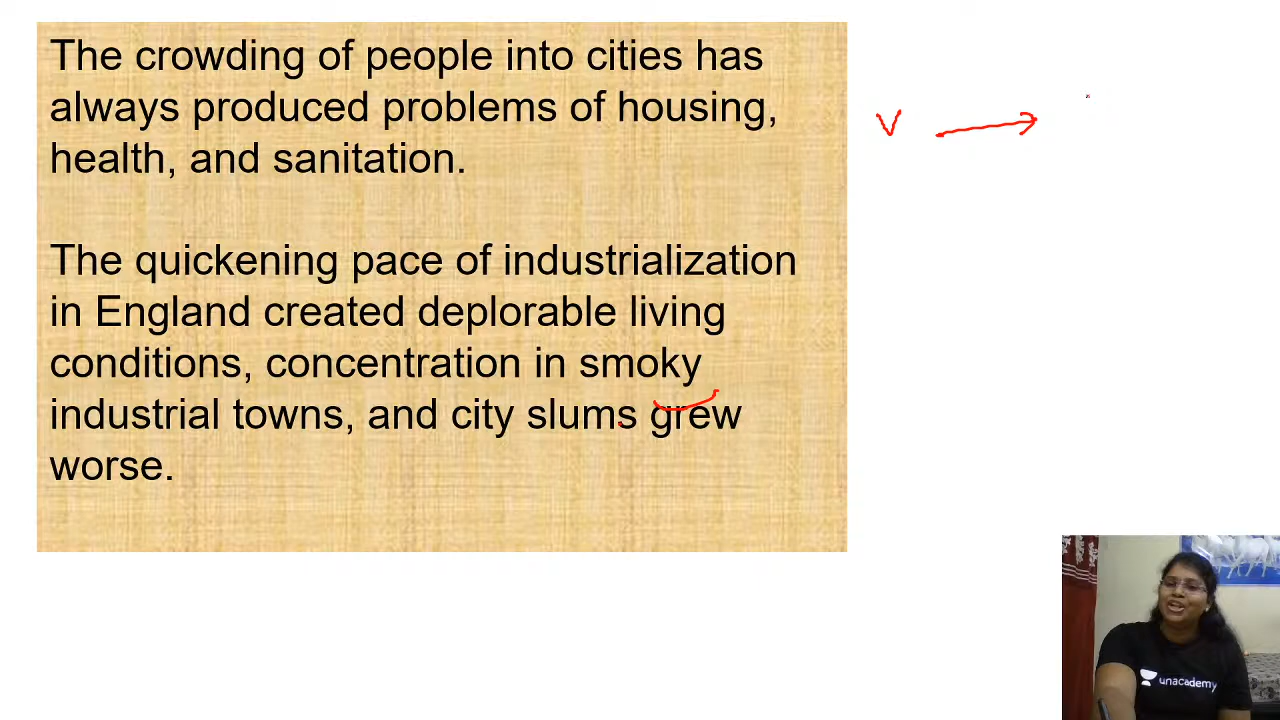 The crowding of people into cities has
always produced problems of housing,
health, and sanitation.
The quickening pace of industrialization
in England created deplorable living
conditions, concentration in smoky
industrial towns, and city slums grew
worse.
V
unacademy